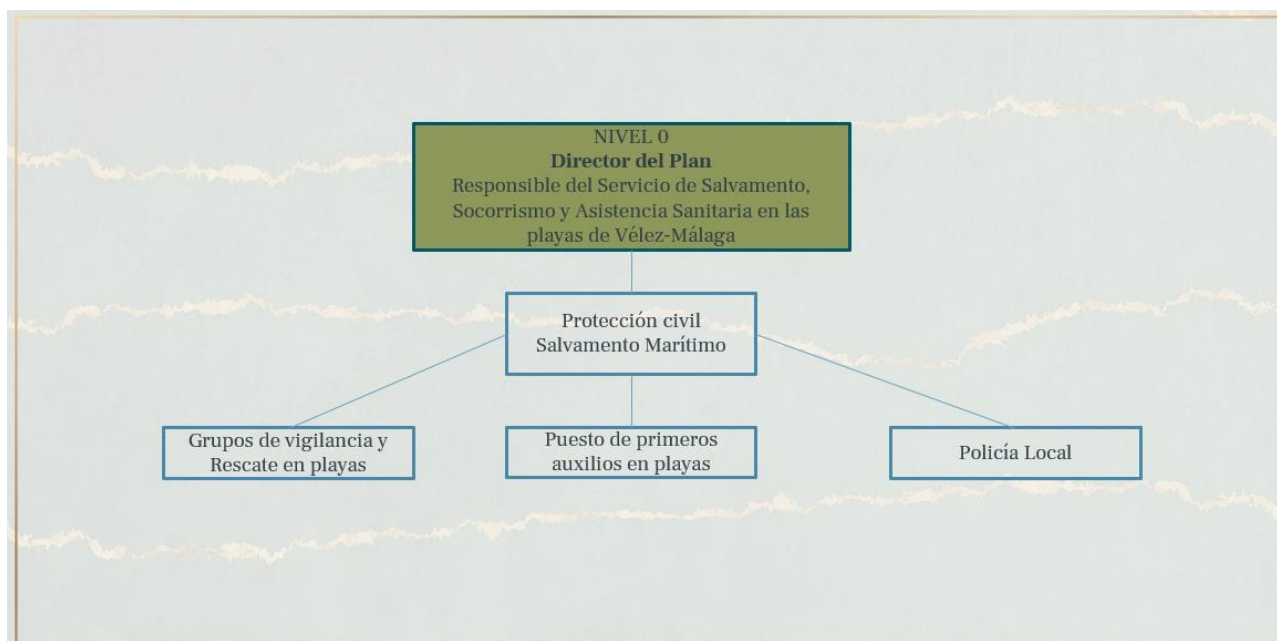 NIVEL 0
Director del Plan
Responsible del Servicio de Salvamento,
Socorrismo y Asistencia Sanitaria en las
playas de Vélez-Málaga
Protección civil
Salvamento Marítimo
Grupos de vigilancia y
Rescate en playas
Puesto de primeros
auxilios en playas
Policía Local